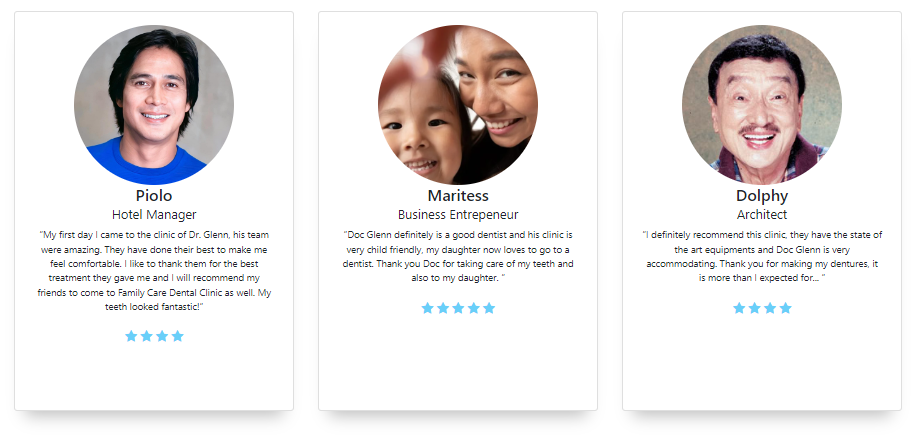 Piolo
Hotel Manager
"My first day I came to the clinic of Dr. Glenn, his team
were amazing. They have done their best to make me
feel comfortable. I like to thank them for the best
treatment they gave me and I will recommend my
friends to come to Family Care Dental Clinic as well. My
teeth looked fantastic!"
Maritess
Business Entrepeneur
"Doc Glenn definitely is a good dentist and his clinic is
very child friendly, my daughter now loves to go to a
dentist. Thank you Doc for taking care of my teeth and
also to my daughter. "
Dolphy
Architect
"I definitely recommend this clinic, they have the state of
the art equipments and Doc Glenn is very
accommodating. Thank you for making my dentures, it
is more than I expected for... "